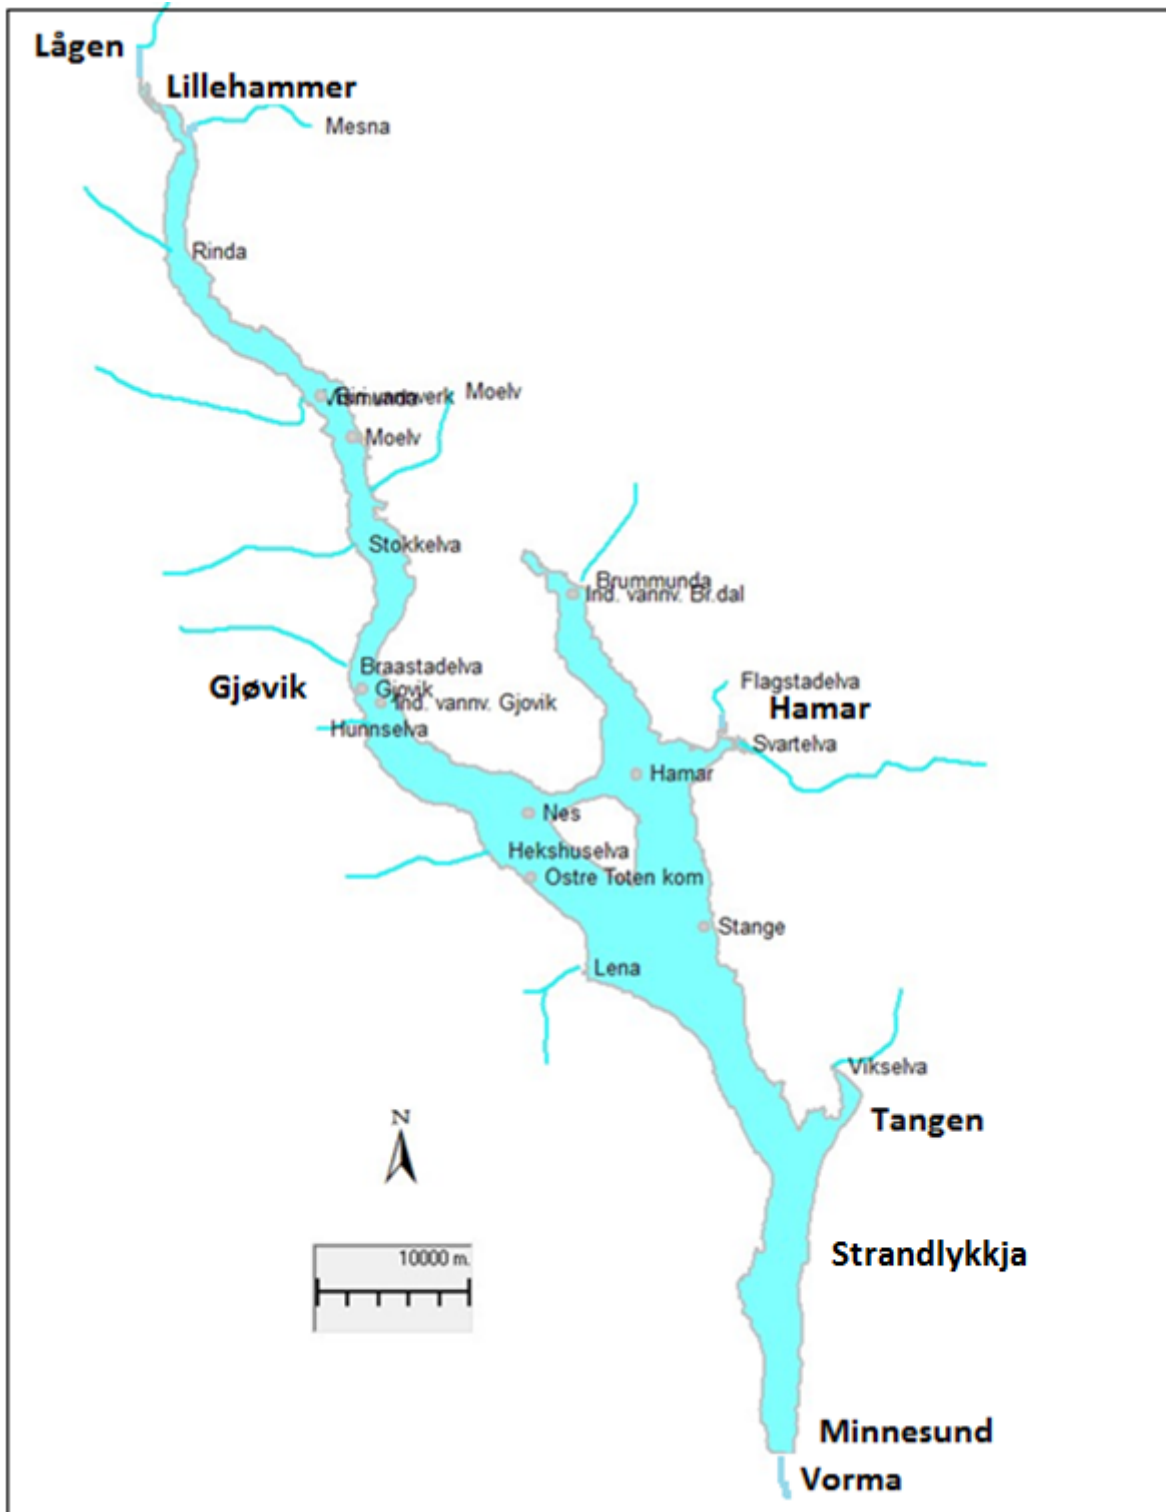 Lågen
Lillehammer
Mesna
Rinda
Moelv
Moelv
Stokkelva
Brummunda
Ind. vannv. Br.dal
Braastadelva
Gjøvik
Gjovik
Ind. vannv. Gjovik
Hunnselva
Flagstadelva
Hamar
Svartelva
Hamar
Nes
Hekshuselva
Ostre Toten kom
Stange
Lena
Vikselva
Tangen
N
Strandlykkja
10000 m.
Minnesund
Vorma